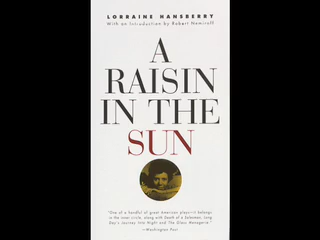 LORRAINE HANSBERRY
With an Introduction by Robert Nemiroff
A
RAISIN
IN THE
SUN
"One of a handful of great American plays—it belongs
in the inner circle, along with Death of a Salesman, Long
Day's Journey Into Night and The Glass Menagerie."
—Washington Post